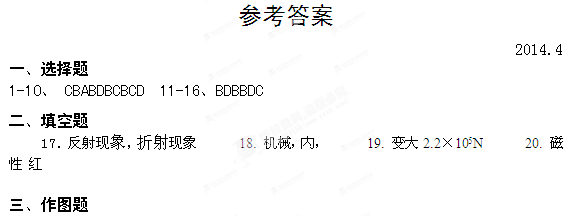 参考答案
2014.4
一、选择题
1-10、 CBABDBCBCD 11-16、BDBBDC
二、填空题
17. 反射现象，折射现象 18. 机械，内， 19. 变大 2.2×10⁵N 20. 磁
性 红
三、作图题